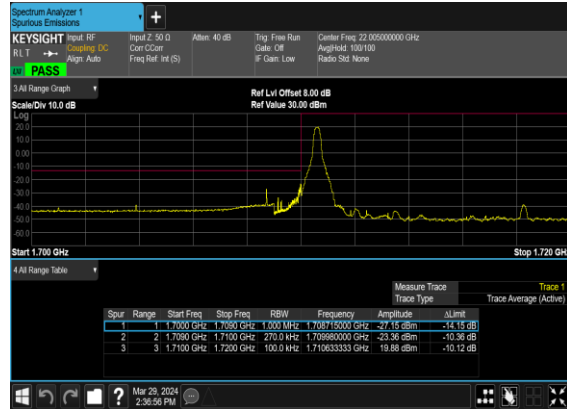 Spectrum Analyzer 1
Spurious Emissions
KEYSIGHT Input: RF Input Z: 50 Ω Atten: 40 dB Trig: Free Run Center Freq: 22.005000000 GHz
RLT Coupling: DC Corr CCorr Gate: Off Avg|Hold: 100/100
Align: Auto Freq Ref: Int (S) IF Gain: Low Radio Std: None
PASS
3 All Range Graph
Ref Lvl Offset 8.00 dB
Scale/Div 10.0 dB Ref Value 30.00 dBm
Log
20.0
10.0
0.00
-10.0
-20.0
-30.0
-40.0
-50.0
-60.0
Start 1.700 GHz Stop 1.720 GH
4 All Range Table
Measure Trace Trace 1
Trace Type Trace Average (Active)
Spur Range Start Freq Stop Freq RBW Frequency Amplitude ΔLimit
1 1 1.7000 GHz 1.7090 GHz 1.000 MHz 1.708715000 GHz -27.15 dBm -14.15 dB
2 2 1.7090 GHz 1.7100 GHz 270.0 kHz 1.709980000 GHz -23.36 dBm -10.36 dB
3 3 1.7100 GHz 1.7200 GHz 100.0 kHz 1.710633333 GHz 19.88 dBm -10.12 dB
? Mar 29, 2024
2:36:56 PM